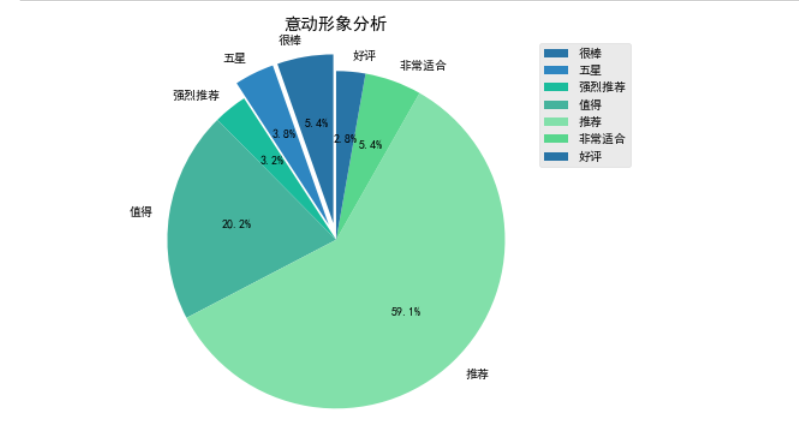 意动形象分析
很棒
五星
好评
非常适合
强烈推荐
值得
推荐
5.4%
3.8%
2.8%
5.4%
3.2%
20.2%
59.1%
很棒
五星
强烈推荐
值得
推荐
非常适合
好评